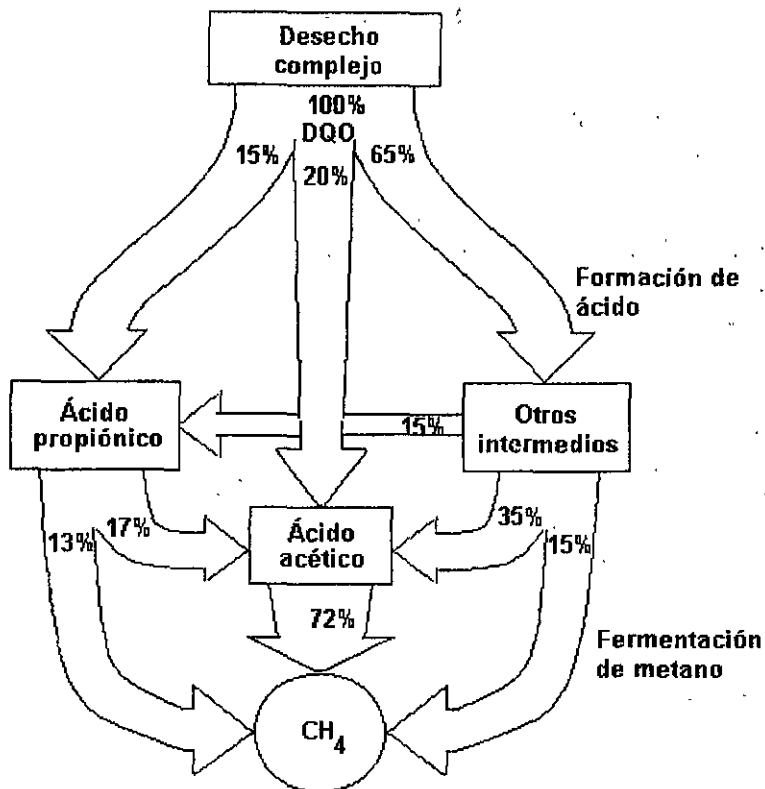 Desecho
complejo
100%
DQO
15%
20%
65%
Formación de
ácido
Ácido
propiónico
15%
Otros
intermedios
13%
17%
Ácido
acético
35%
15%
72%
Fermentación
de metano
CH4